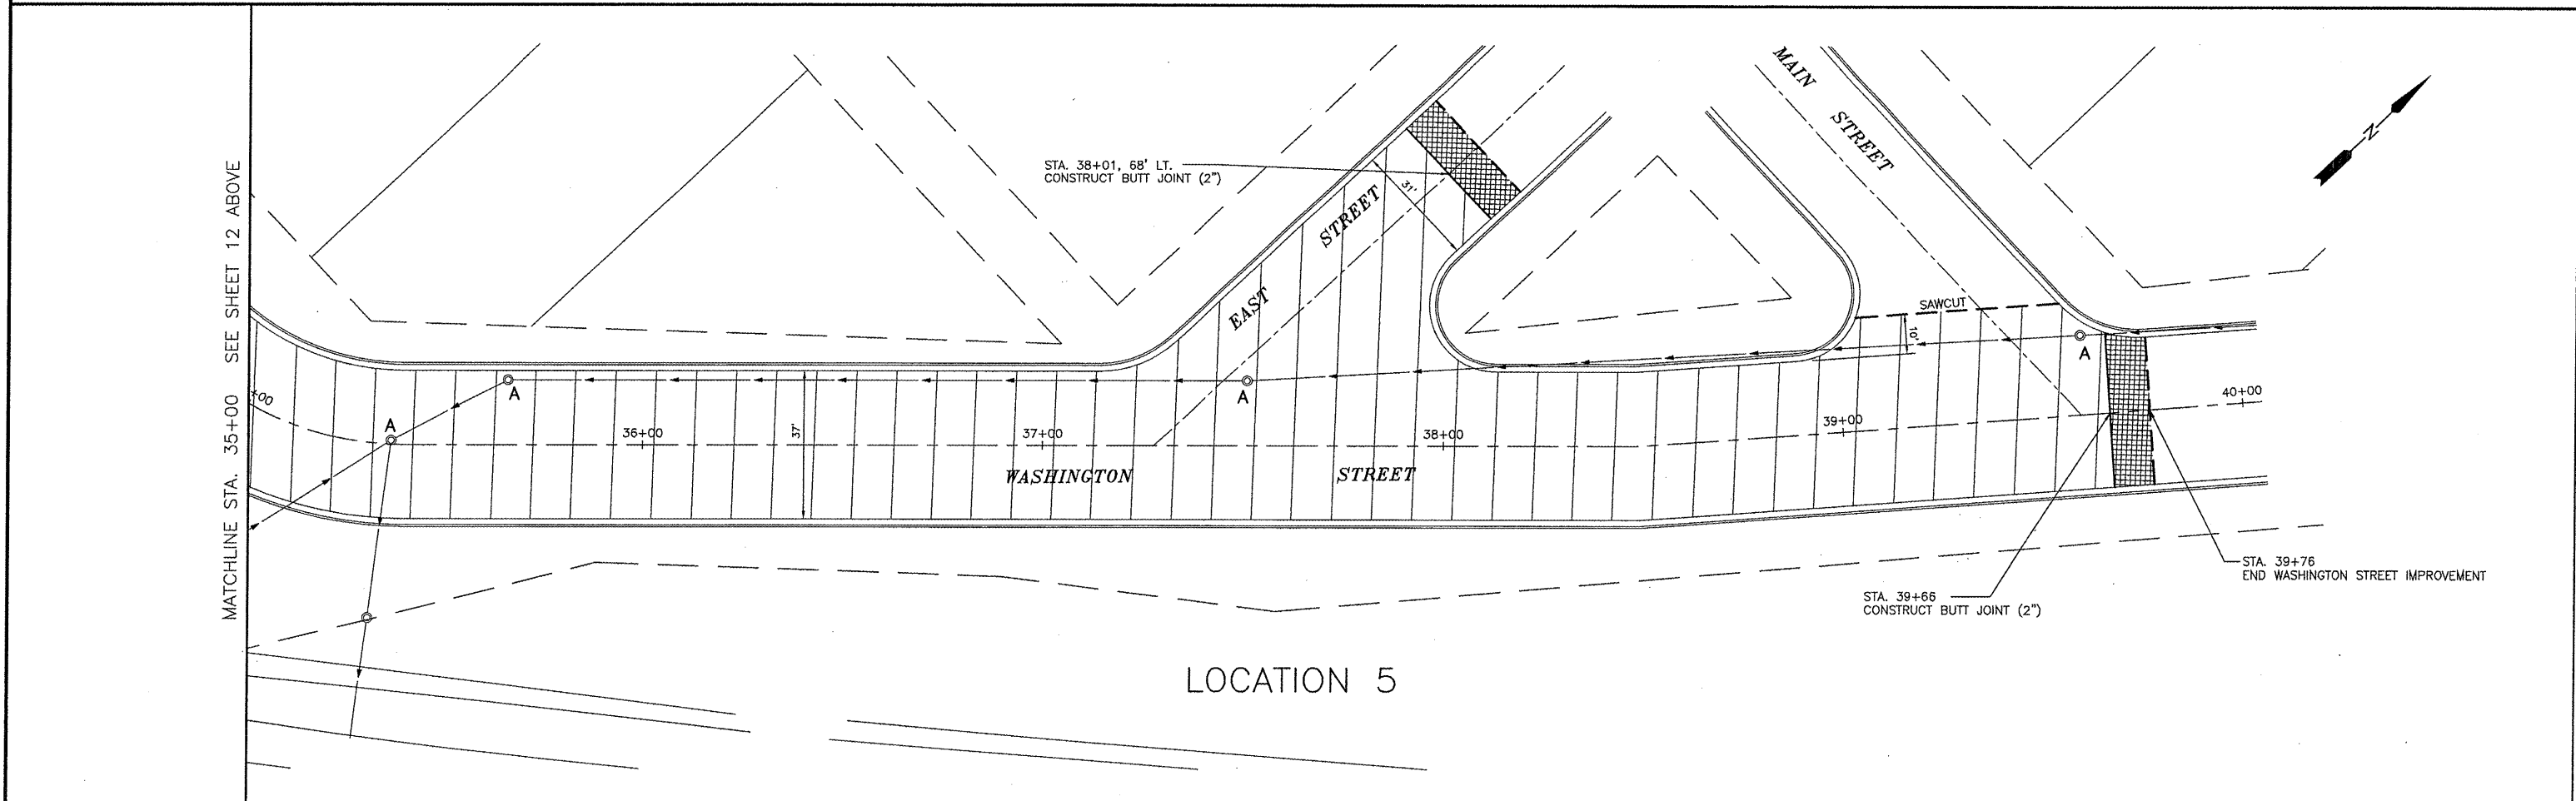 MATCHLINE STA. 35+00 SEE SHEET 12 ABOVE
STA. 38+01, 68' LT.
CONSTRUCT BUTT JOINT (2")
MAIN STREET
N
31'
EAST STREET
SAWCUT
10'
A
A
A
A
+00
36+00
37+00
38+00
39+00
40+00
37'
WASHINGTON STREET
STA. 39+76
END WASHINGTON STREET IMPROVEMENT
STA. 39+66
CONSTRUCT BUTT JOINT (2")
LOCATION 5